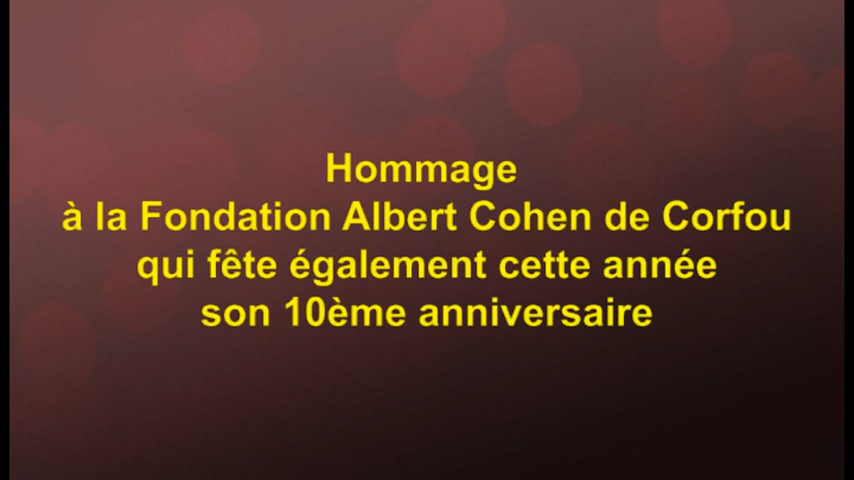 Hommage
à la Fondation Albert Cohen de Corfou
qui fête également cette année
son 10ème anniversaire